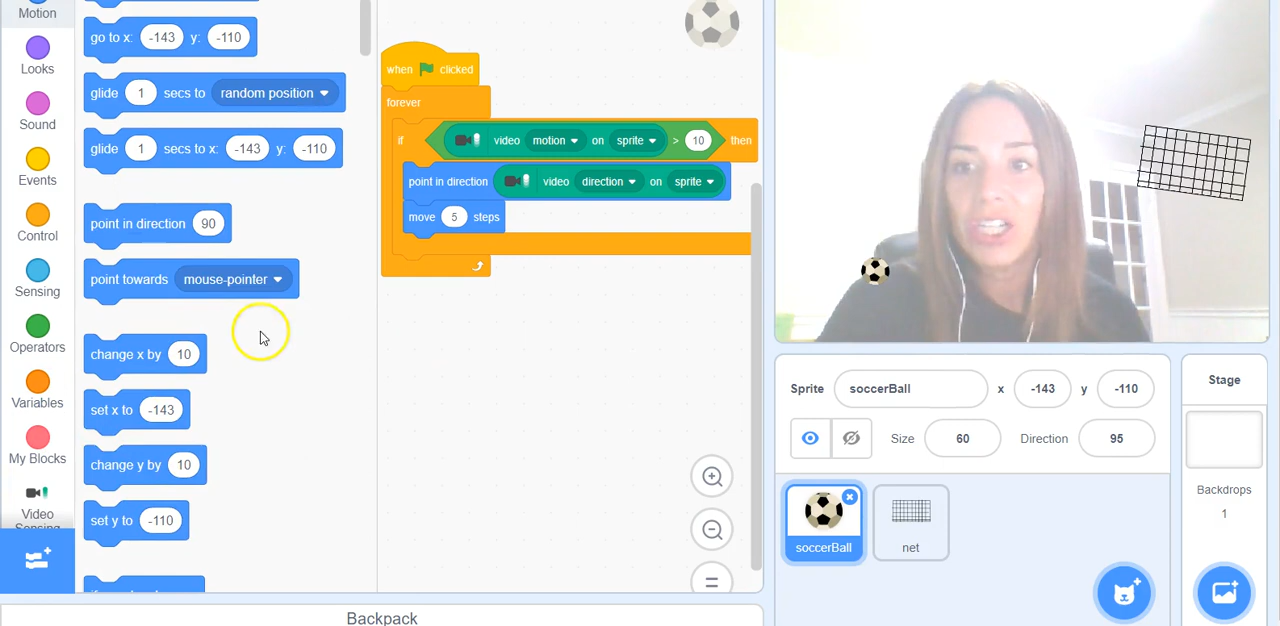 Motion
Looks
Sound
Events
Control
Sensing
Operators
Variables
My Blocks
Video
Sensing
go to x: -143 y: -110
glide 1 secs to random position
glide 1 secs to x: -143 y: -110
point in direction 90
point towards mouse-pointer
change x by 10
set x to -143
change y by 10
set y to -110
when clicked
forever
if video motion on sprite > 10 then
point in direction video direction on sprite
move 5 steps
Backpack
Sprite soccerBall x -143 y -110
Size 60 Direction 95
soccerBall
net
Stage
Backdrops
1